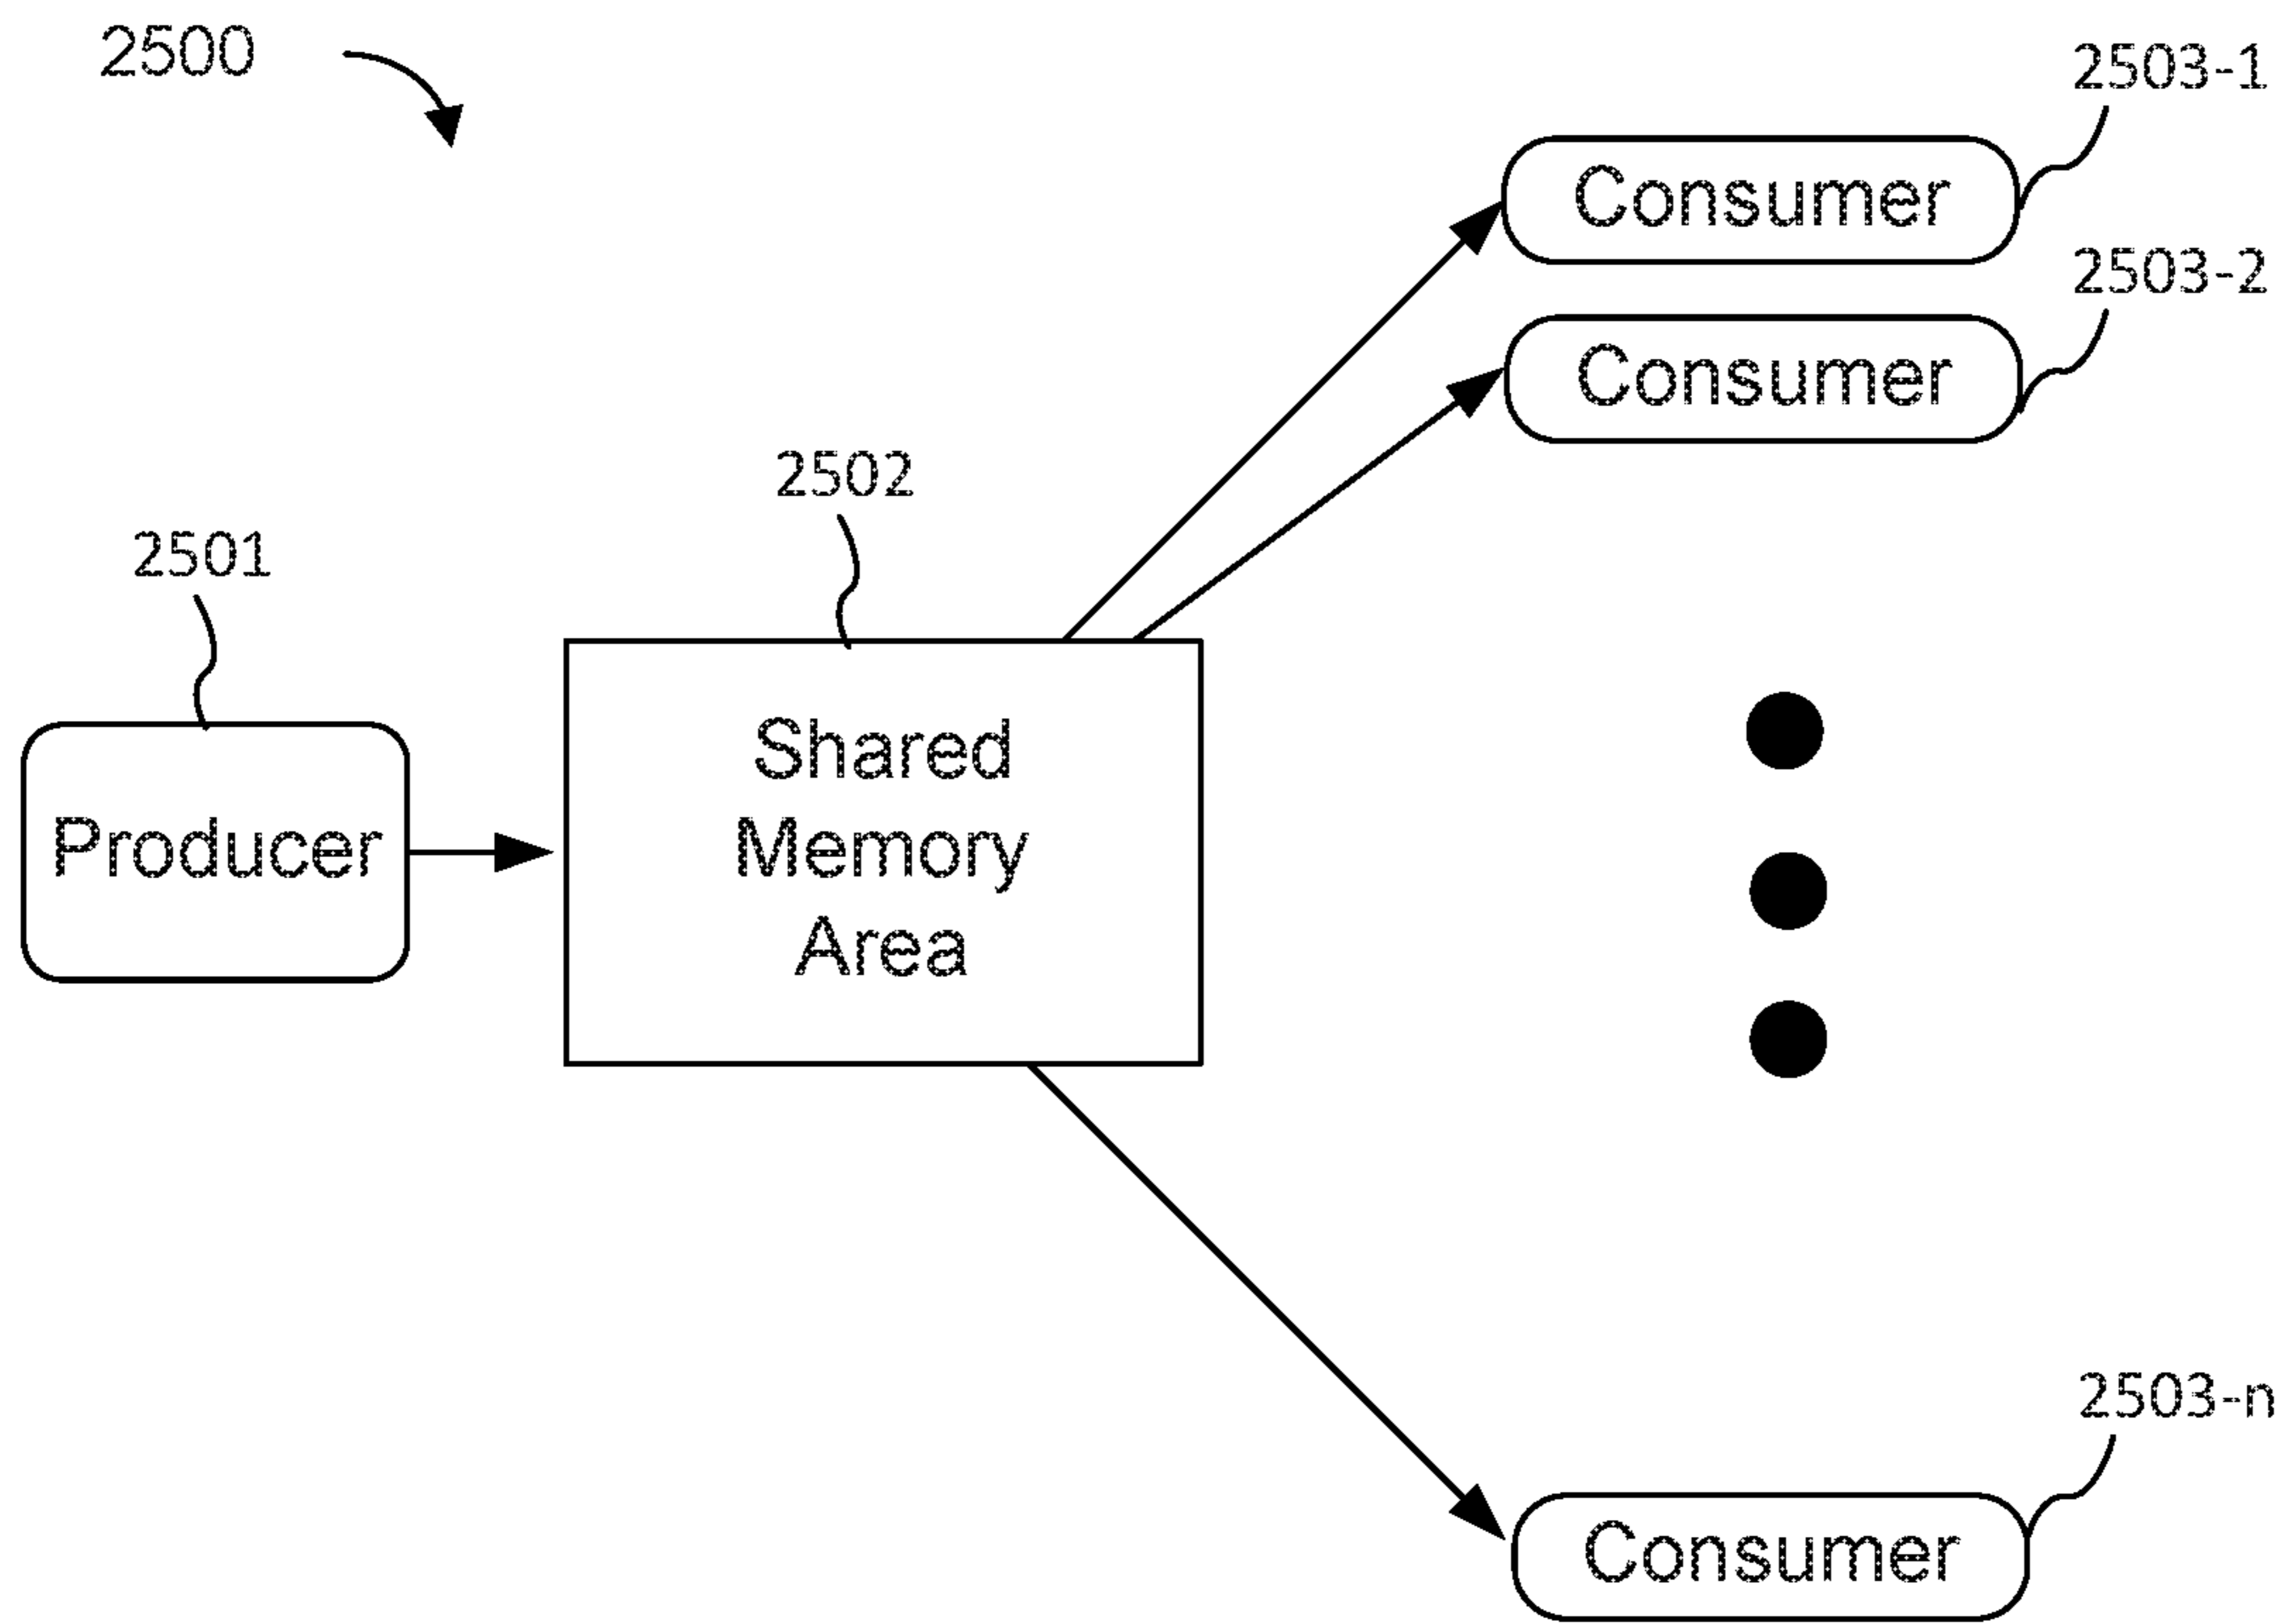 2500
2503-1
Consumer
2503-2
Consumer
2502
2501
Shared
Memory
Area
Producer
2503-n
Consumer